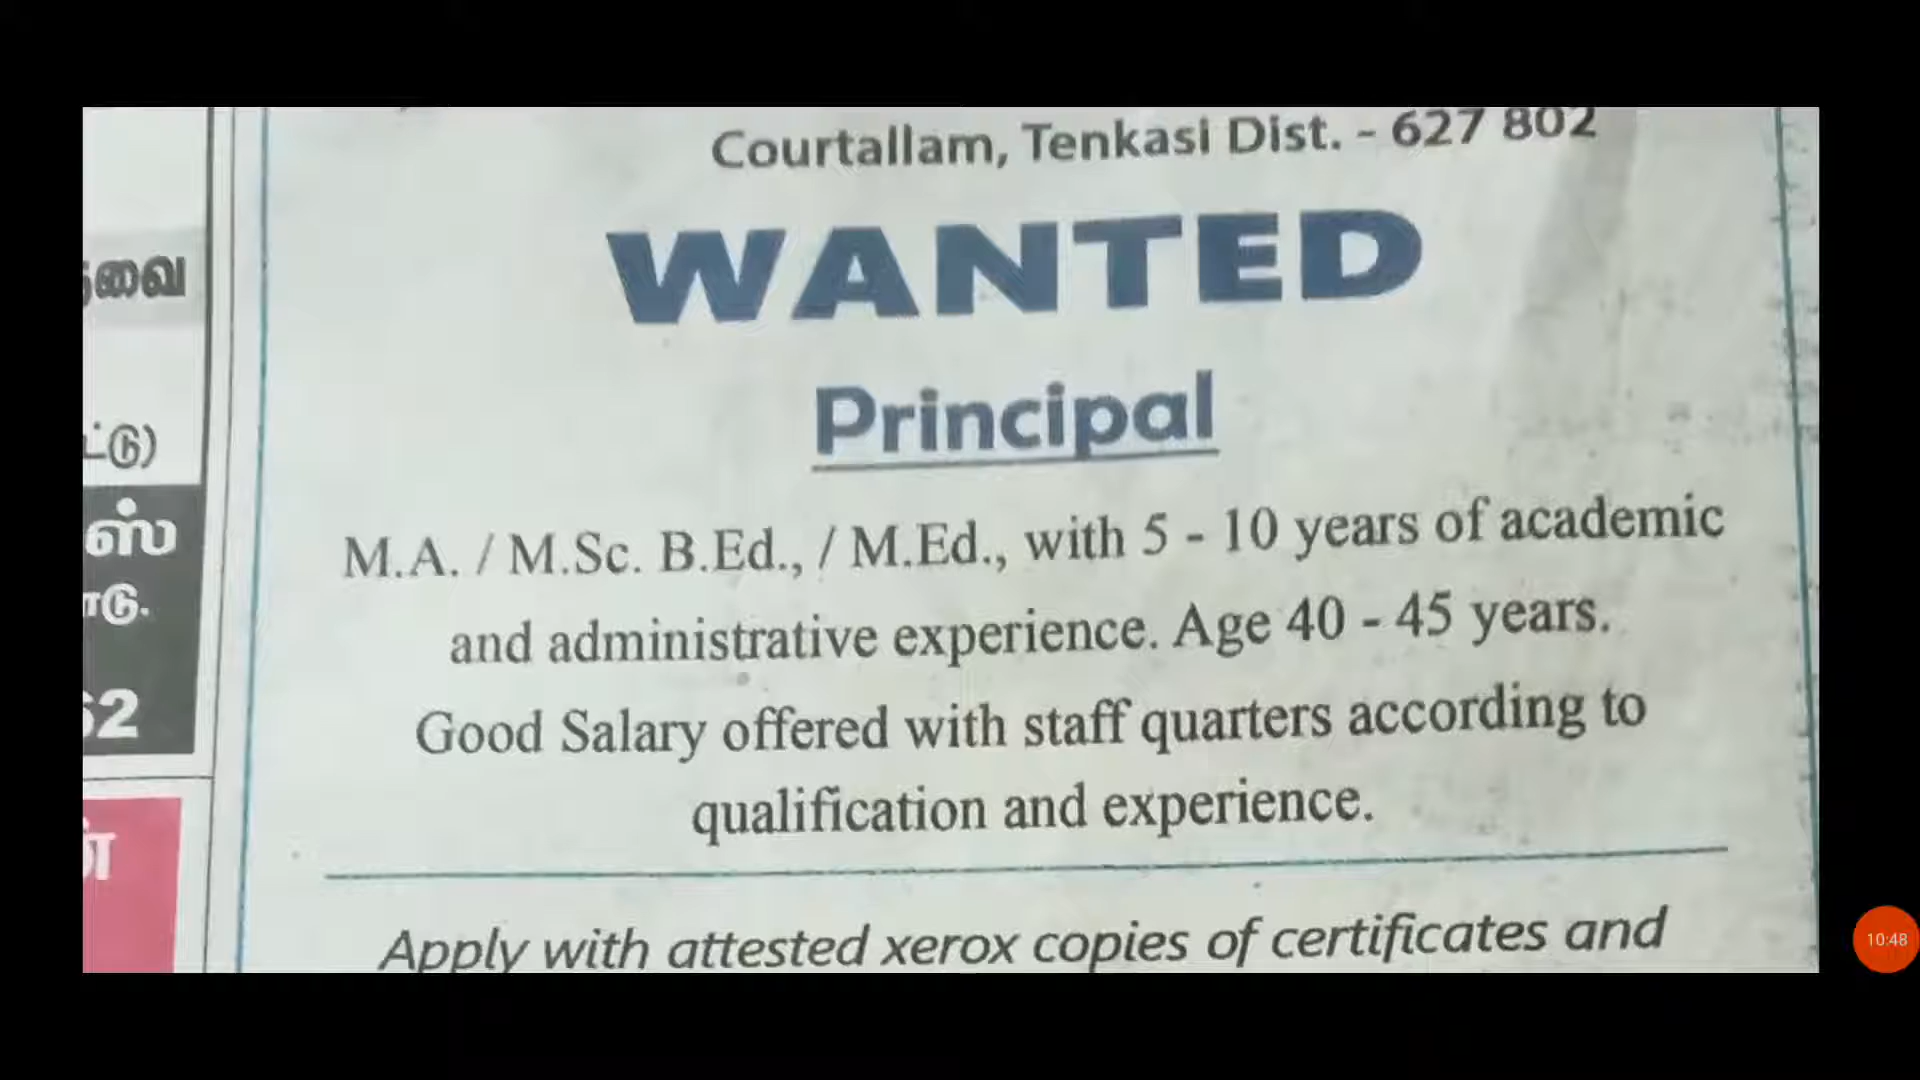 Courtallam, Tenkasi Dist. - 627 802
WANTED
Principal
M.A. / M.Sc. B.Ed., / M.Ed., with 5 - 10 years of academic
and administrative experience. Age 40 - 45 years.
Good Salary offered with staff quarters according to
qualification and experience.
Apply with attested xerox copies of certificates and
ட்டு)
ஸ்
62
10:48